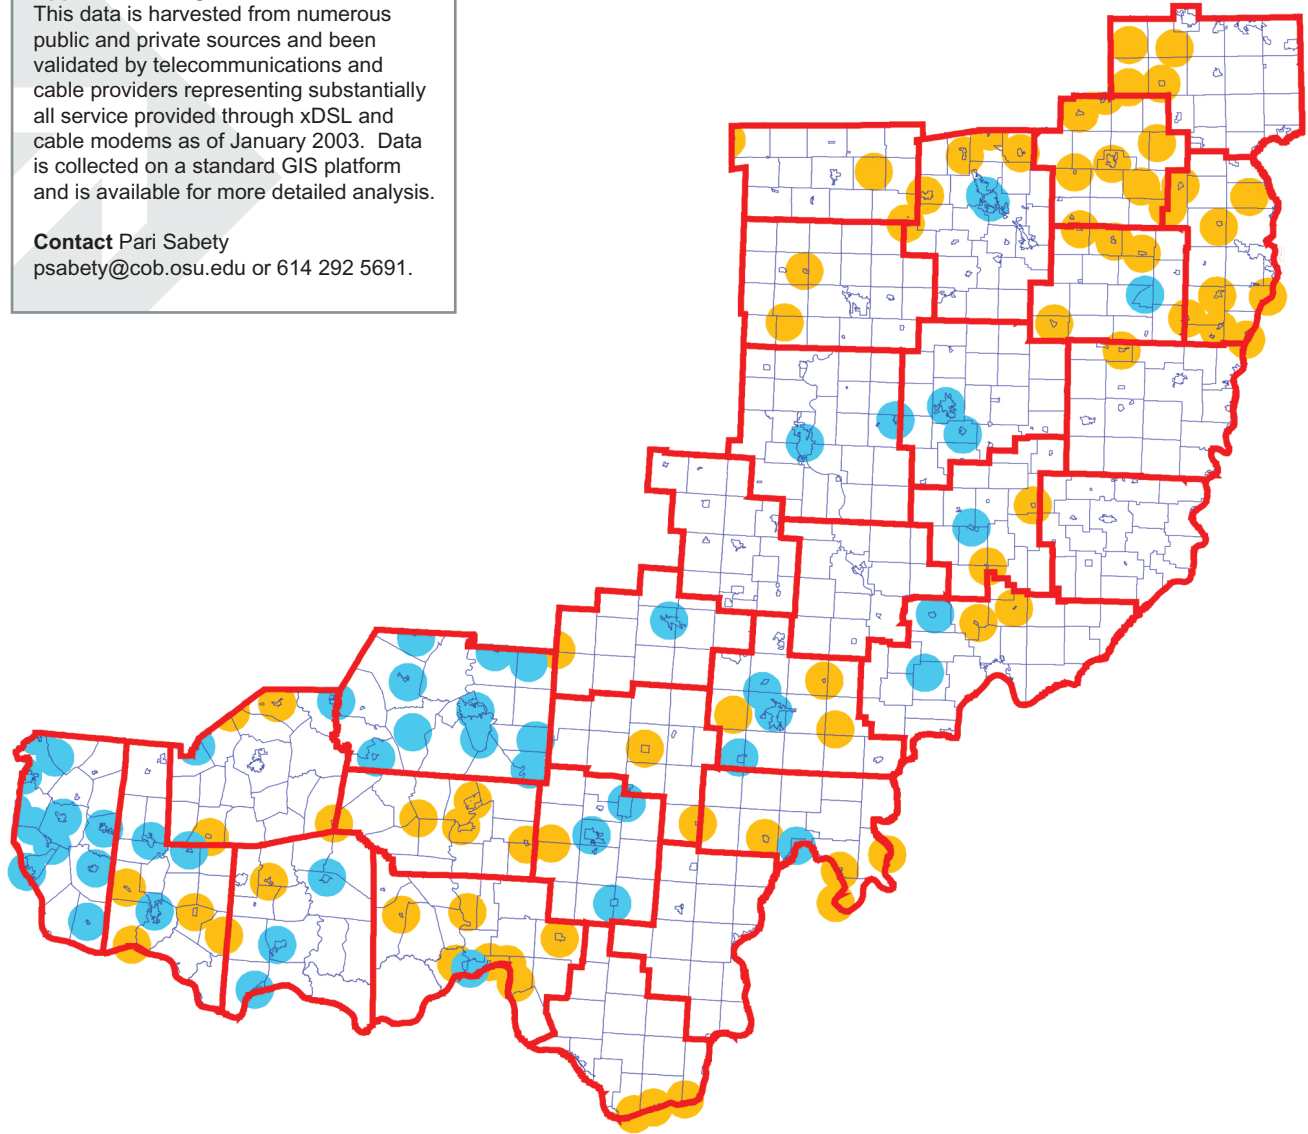 This data is harvested from numerous
public and private sources and been
validated by telecommunications and
cable providers representing substantially
all service provided through xDSL and
cable modems as of January 2003. Data
is collected on a standard GIS platform
and is available for more detailed analysis.
Contact Pari Sabety
psabety@cob.osu.edu or 614 292 5691.